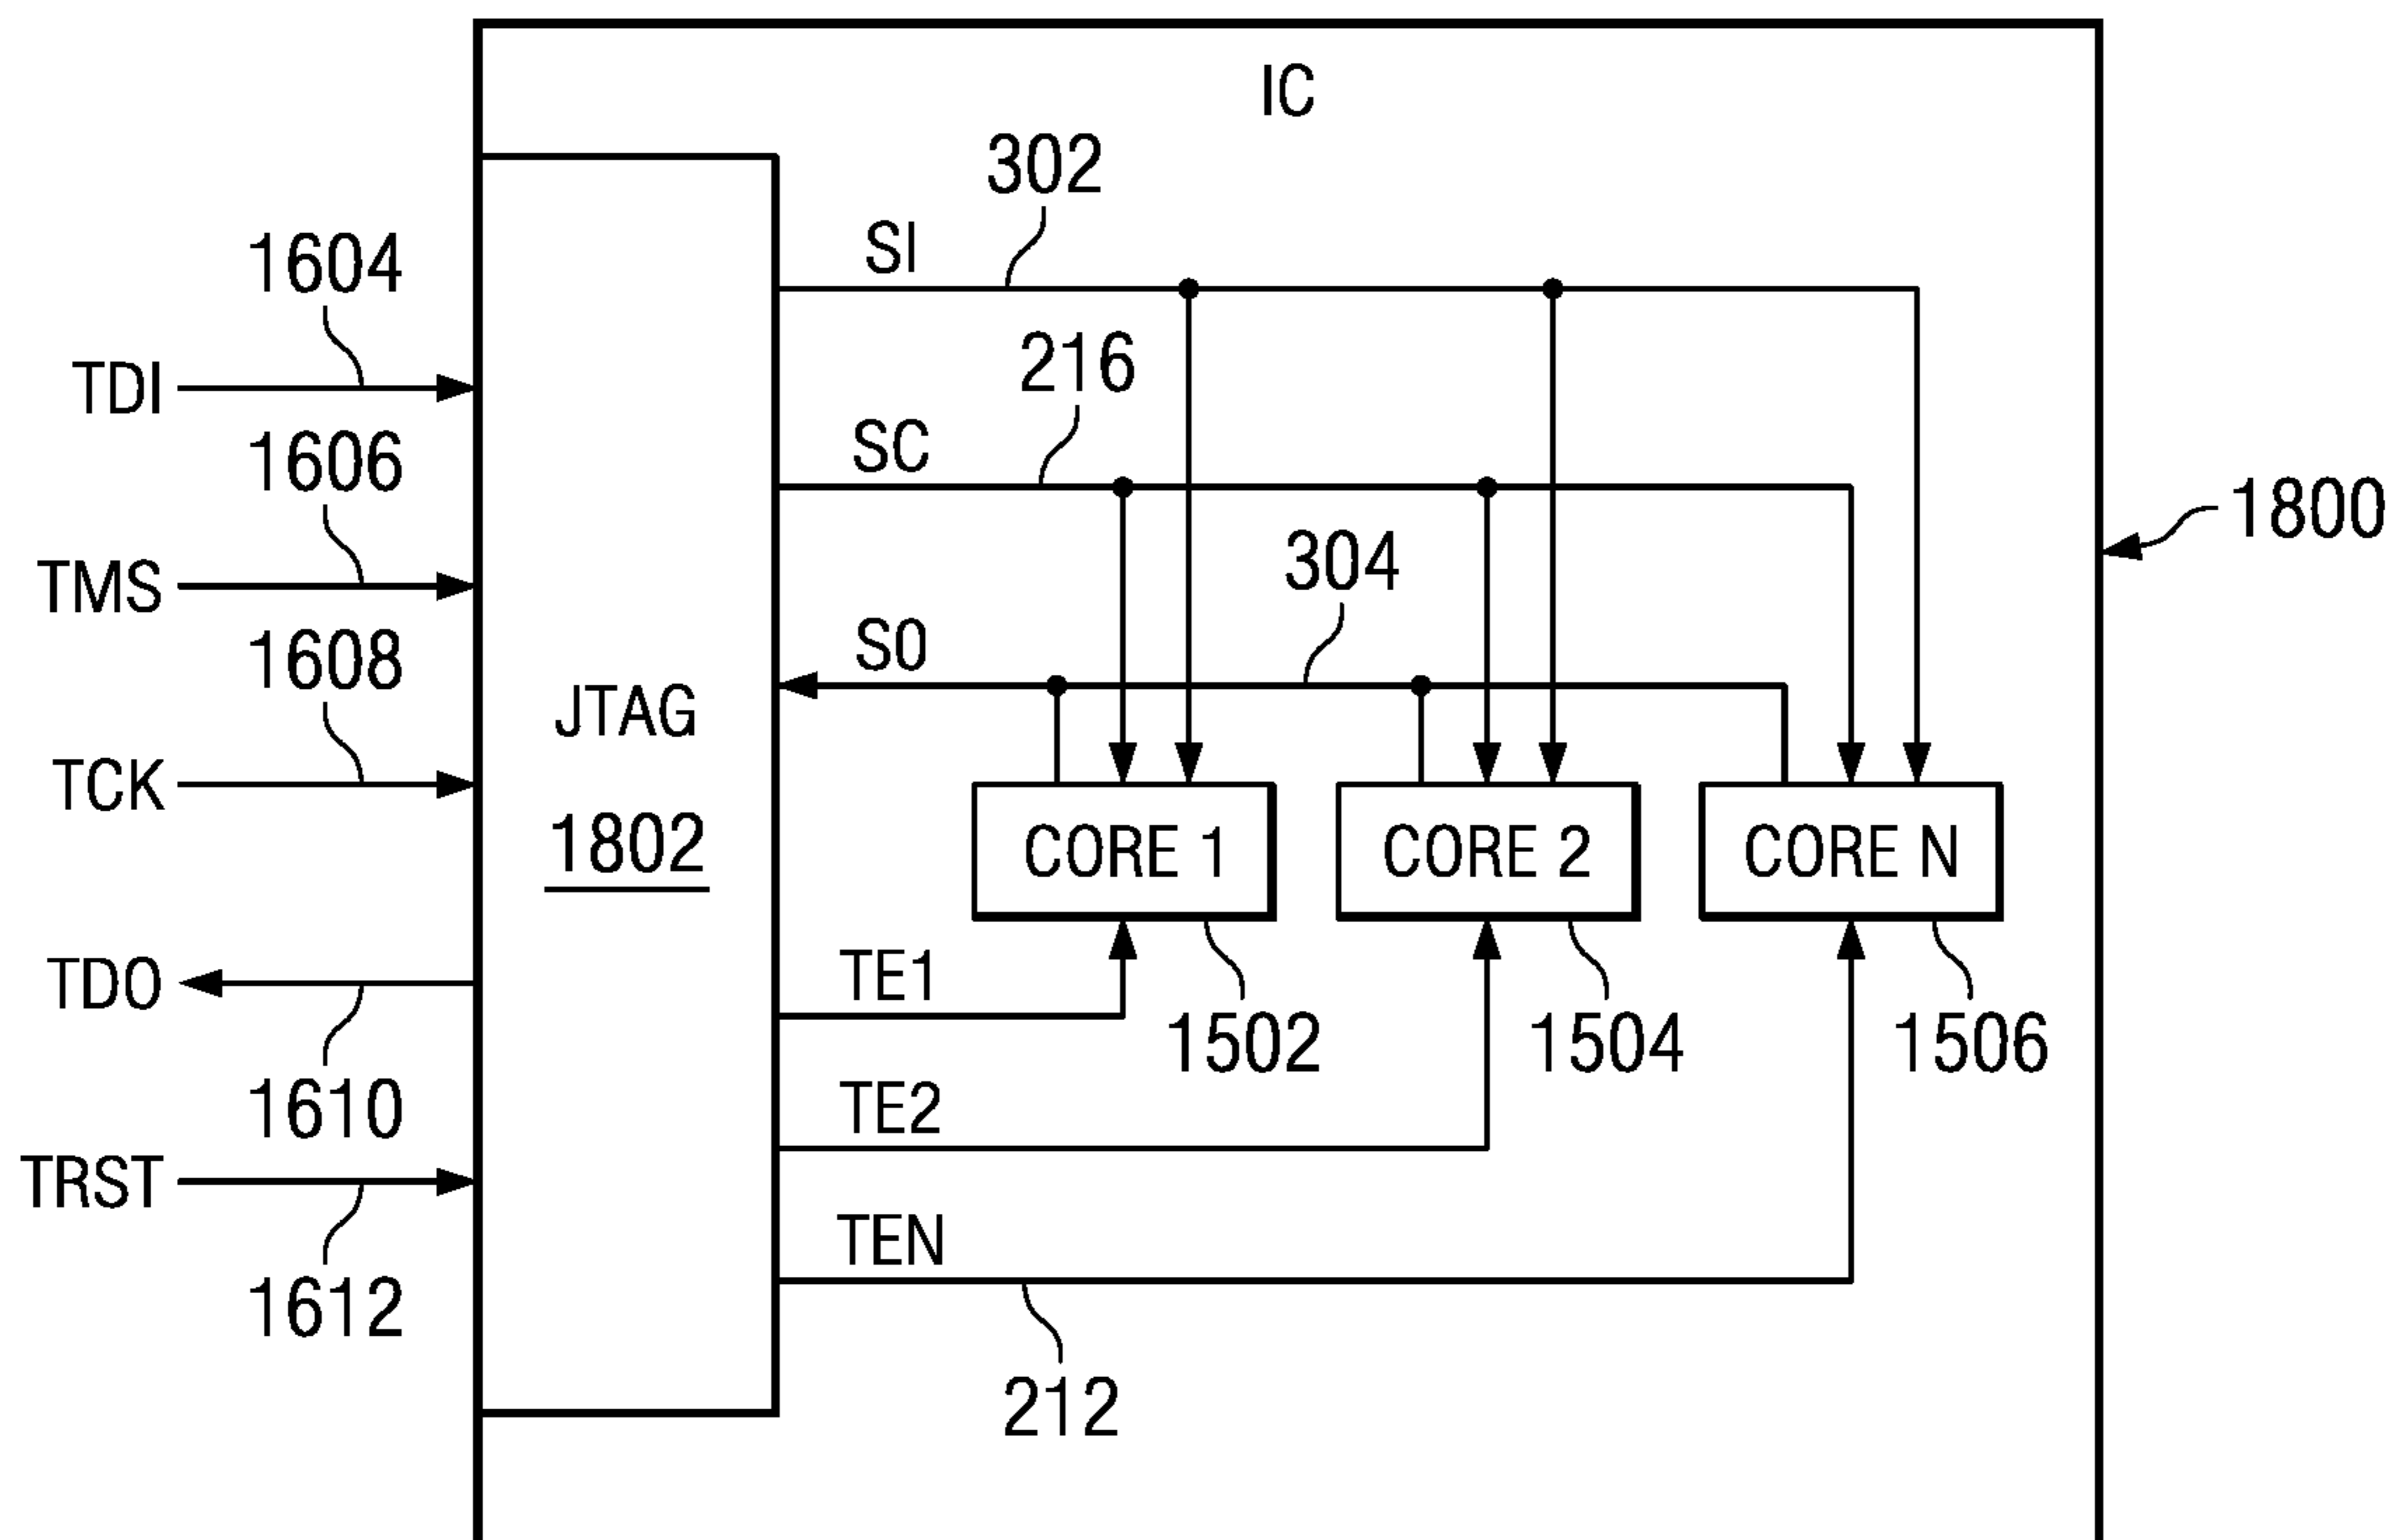 IC
302
1604
SI
TDI
216
1606
SC
1800
TMS
304
1608
SO
JTAG
TCK
1802
CORE 1
CORE 2
CORE N
TE1
TDO
1502
1504
1506
1610
TE2
TRST
TEN
1612
212